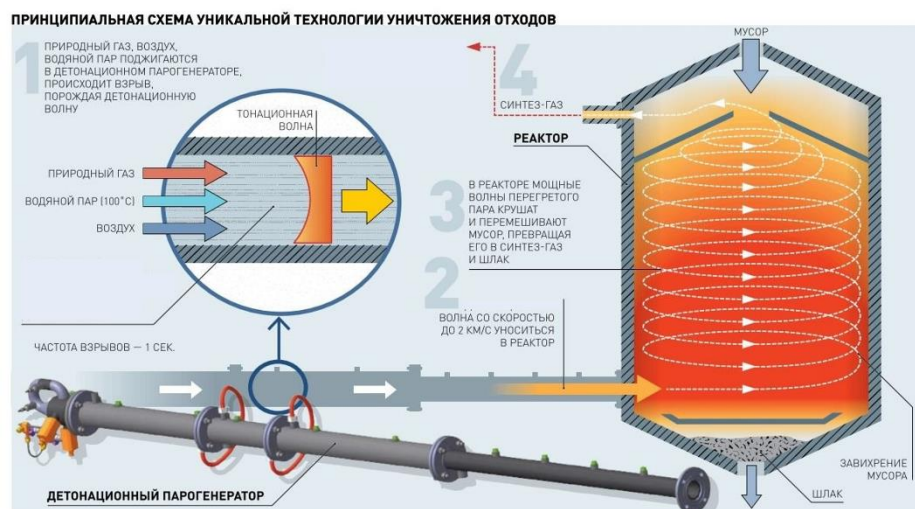 ПРИНЦИПИАЛЬНАЯ СХЕМА УНИКАЛЬНОЙ ТЕХНОЛОГИИ УНИЧТОЖЕНИЯ ОТХОДОВ
1
ПРИРОДНЫЙ ГАЗ, ВОЗДУХ,
ВОДЯНОЙ ПАР ПОДЖИГАЮТСЯ
В ДЕТОНАЦИОННОМ ПАРОГЕНЕРАТОРЕ,
ПРОИСХОДИТ ВЗРЫВ,
ПОРОЖДАЯ ДЕТОНАЦИОННУЮ
ВОЛНУ
ТОНАЦИОННАЯ
ВОЛНА
ПРИРОДНЫЙ ГАЗ
ВОДЯНОЙ ПАР (100°С)
ВОЗДУХ
ЧАСТОТА ВЗРЫВОВ — 1 СЕК.
ДЕТОНАЦИОННЫЙ ПАРОГЕНЕРАТОР
2
ВОЛНА СО СКОРОСТЬЮ
ДО 2 КМ/С УНОСИТЬСЯ
В РЕАКТОР
3
В РЕАКТОРЕ МОЩНЫЕ
ВОЛНЫ ПЕРЕГРЕТОГО
ПАРА КРУШАТ
И ПЕРЕМЕШИВАЮТ
МУСОР, ПРЕВРАЩАЯ
ЕГО В СИНТЕЗ-ГАЗ
И ШЛАК
4
СИНТЕЗ-ГАЗ
РЕАКТОР
МУСОР
ЗАВИХРЕНИЕ
МУСОРА
ШЛАК